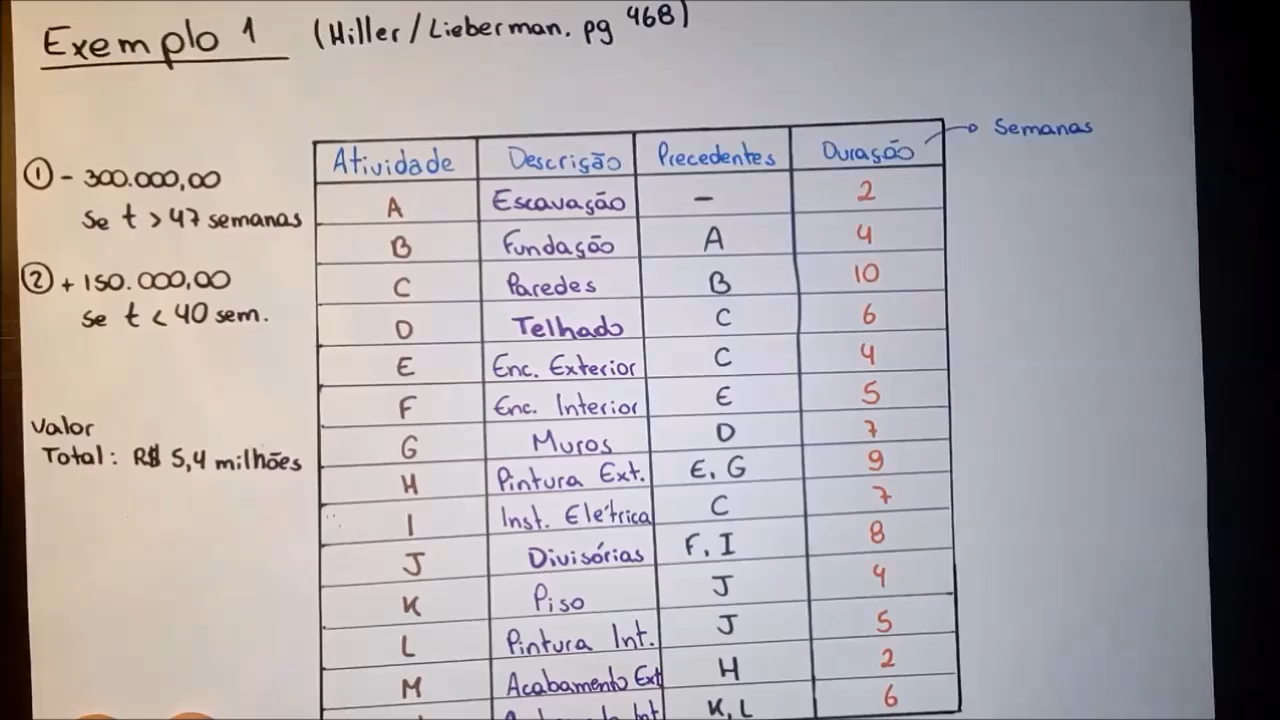 Exemplo 1 (Hiller/Lieberman. pg 468)
① - 300.000,00
Se t > 47 semanas
② + 150.000,00
Se t < 40 sem.
Valor
Total: R$ 5,4 milhões
Semanas
Atividade Descrição Precedentes Duração
A Escavação - 2
B Fundação A 4
C Paredes B 10
D Telhado C 6
E Enc. Exterior C 4
F Enc. Interior E 5
G Muros D 7
H Pintura Ext. E, G 9
I Inst. Elétrica C 7
J Divisórias F, I 8
K Piso J 4
L Pintura Int. J 5
M Acabamento Ext H 2
K, L 6